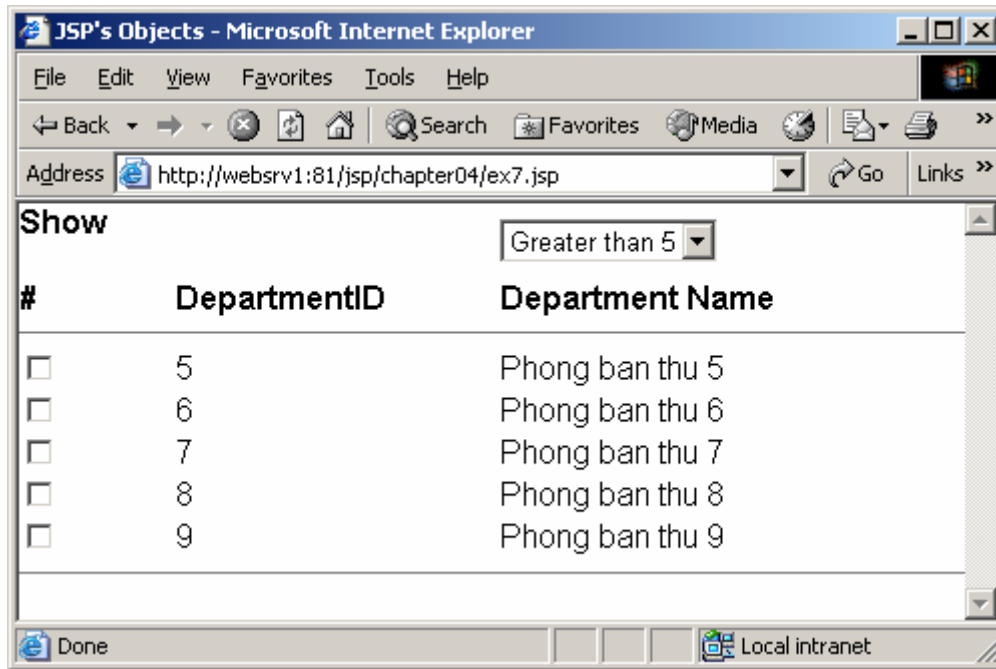 JSP's Objects - Microsoft Internet Explorer
File Edit View Favorites Tools Help
Back Search Favorites Media »
Address http://websrv1:81/jsp/chapter04/ex7.jsp Go Links »
Show Greater than 5
# DepartmentID Department Name
5 Phong ban thu 5
6 Phong ban thu 6
7 Phong ban thu 7
8 Phong ban thu 8
9 Phong ban thu 9
Done Local intranet